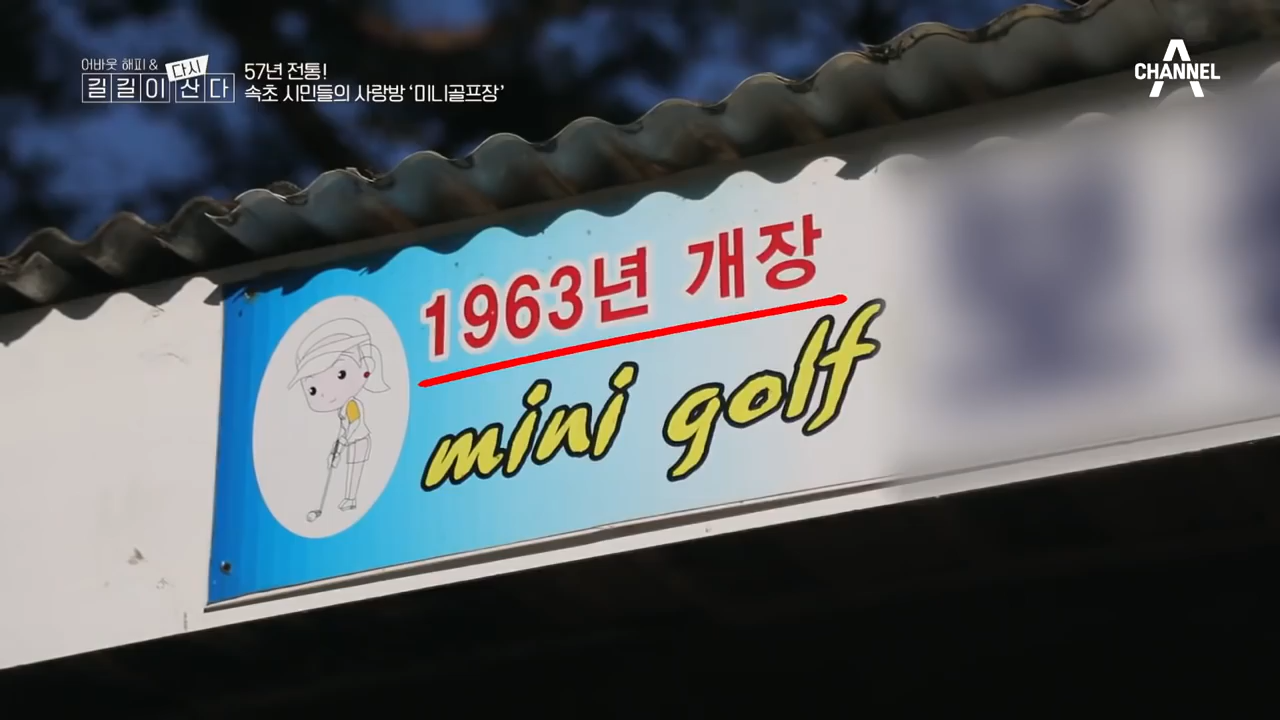 어바웃 해피 &
길길이 다시 산다
57년 전통!
속초 시민들의 사랑방 ‘미니골프장’
CHANNEL A
1963년 개장
mini golf